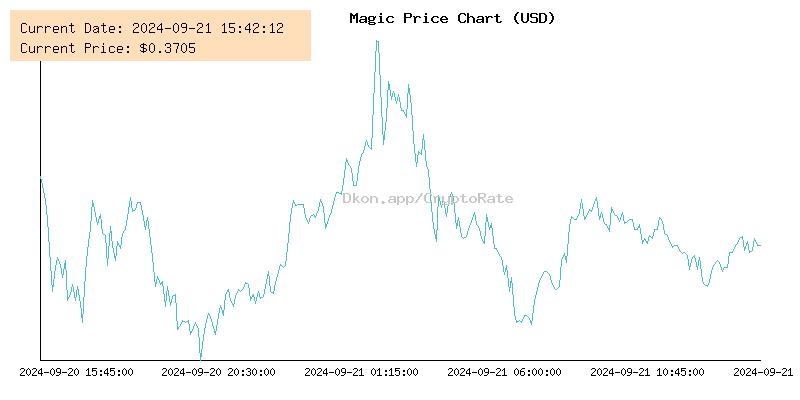 Magic Price Chart (USD)
Current Date: 2024-09-21 15:42:12
Current Price: $0.3705
Dkon.app/CryptoRate
2024-09-20 15:45:00 2024-09-20 20:30:00 2024-09-21 01:15:00 2024-09-21 06:00:00 2024-09-21 10:45:00 2024-09-21